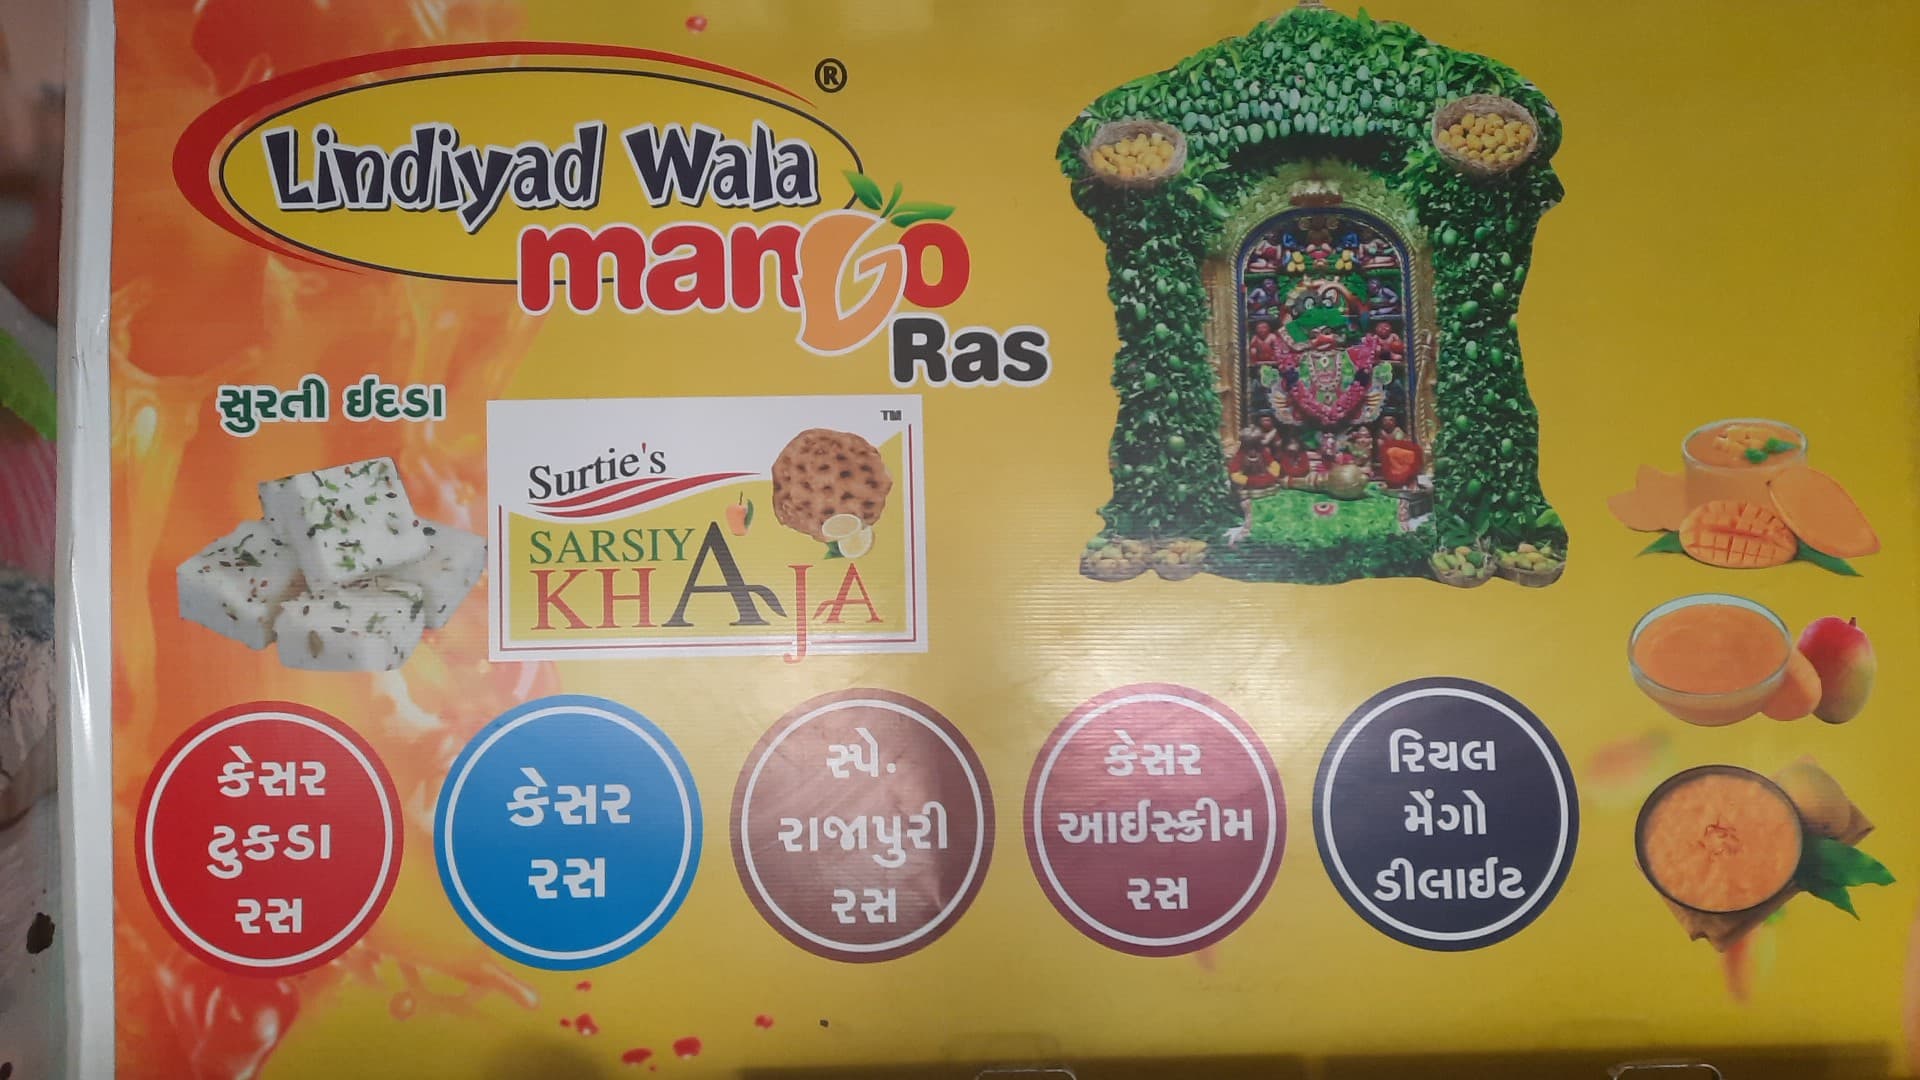 Lindiyad Wala ®
mango
Ras
સુરતી ઈદડા
TM
Surtie's
SARSIYA
KHAJA
કેસર
ટુકડા
રસ
કેસર
રસ
સ્પે.
રાજાપુરી
રસ
કેસર
આઈસ્ક્રીમ
રસ
રિયલ
મેંગો
ડીલાઈટ